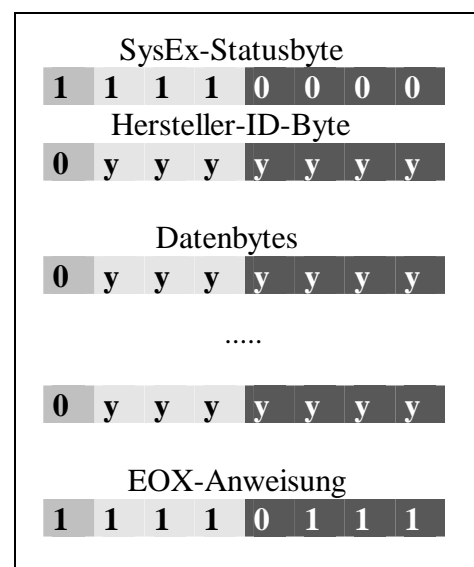 SysEx-Statusbyte
1 1 1 1 0 0 0 0
Hersteller-ID-Byte
0 y y y y y y y
Datenbytes
0 y y y y y y y
.....
0 y y y y y y y
EOX-Anweisung
1 1 1 1 0 1 1 1